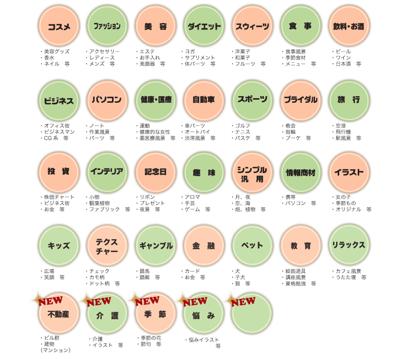 コスメ
ファッション
美 容
ダイエット
スウィーツ
食 事
飲料・お酒
・美容グッズ
・香水
・ネイル 等
・アクセサリー
・レディース
・メンズ 等
・エステ
・お手入れ
・美顔器 等
・ヨガ
・サプリメント
・体パーツ 等
・洋菓子
・和菓子
・フルーツ 等
・食事風景
・季節食材
・メニュー 等
・ビール
・ワイン
・日本酒 等
ビジネス
パソコン
健康・医療
自動車
スポーツ
ブライダル
旅 行
・オフィス街
・ビジネスマン
・CG系 等
・ノート
・作業風景
・パーツ 等
・運動
・健康的な女性
・薬医療風景 等
・車パーツ
・オートバイ
・渋滞風景 等
・ゴルフ
・テニス
・バスケ 等
・教会
・指輪
・ブーケ 等
・空港
・飛行機
・駅風景 等
投 資
インテリア
記念日
趣 味
シンプル
汎 用
情報商材
イラスト
・株価チャート
・ビジネス街
・お金 等
・小物
・観葉植物
・ファブリック 等
・リボン
・プレゼント
・夜景 等
・アロマ
・手芸
・ゲーム 等
・月、夜
・空、海
・畑、植物 等
・札
・パソコン 等
・女の子
・季節もの
・オリジナル 等
キッズ
テクス
チャー
ギャンブル
金 融
ペット
教 育
リラックス
・広場
・笑顔 等
・チェック
・カモ柄
・ドット柄 等
・競馬
・競艇 等
・カード
・お金 等
・犬
・子犬
・猫 等
・絵画道具
・講座風景
・資格勉強 等
・カフェ風景
・うたた寝 等
NEW
NEW
NEW
NEW
NEW
不動産
介 護
季 節
悩 み
・ビル群
・建物
(マンション)
・介護
・イラスト 等
・季節の花
・節句 等
・悩みイラスト
等